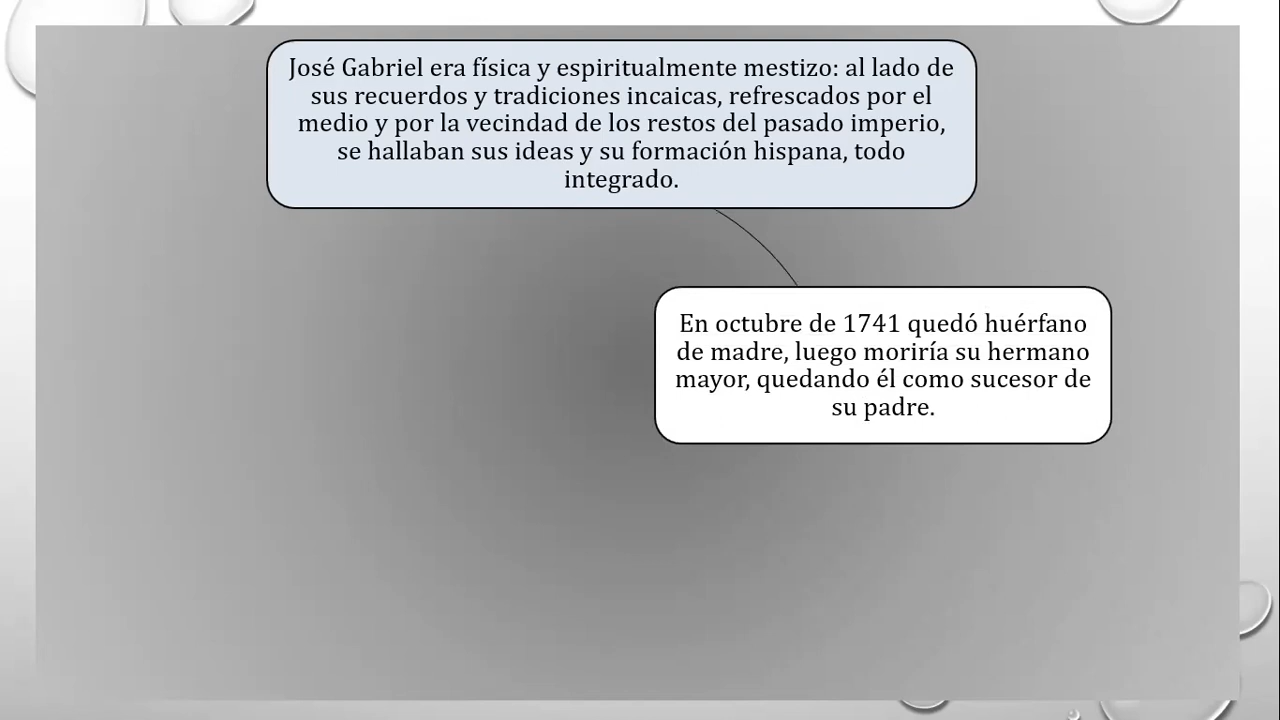 José Gabriel era física y espiritualmente mestizo: al lado de
sus recuerdos y tradiciones incaicas, refrescados por el
medio y por la vecindad de los restos del pasado imperio,
se hallaban sus ideas y su formación hispana, todo
integrado.
En octubre de 1741 quedó huérfano
de madre, luego moriría su hermano
mayor, quedando él como sucesor de
su padre.